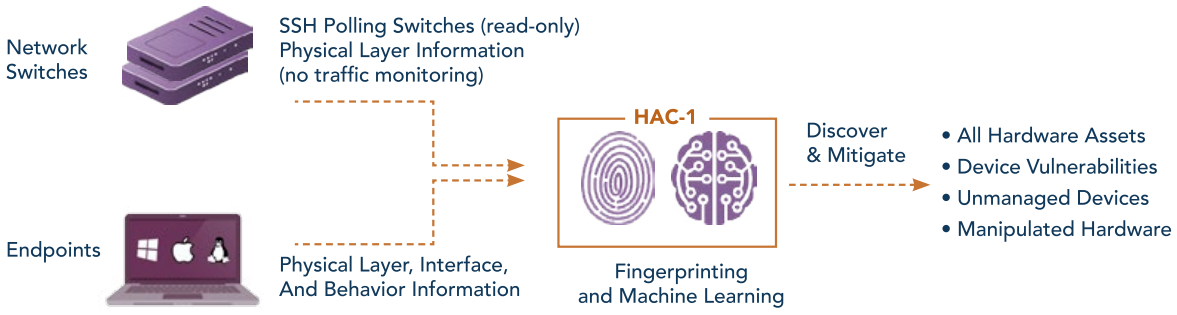 Network
Switches
SSH Polling Switches (read-only)
Physical Layer Information
(no traffic monitoring)
Endpoints
Physical Layer, Interface,
And Behavior Information
HAC-1
Fingerprinting
and Machine Learning
Discover
& Mitigate
• All Hardware Assets
• Device Vulnerabilities
• Unmanaged Devices
• Manipulated Hardware